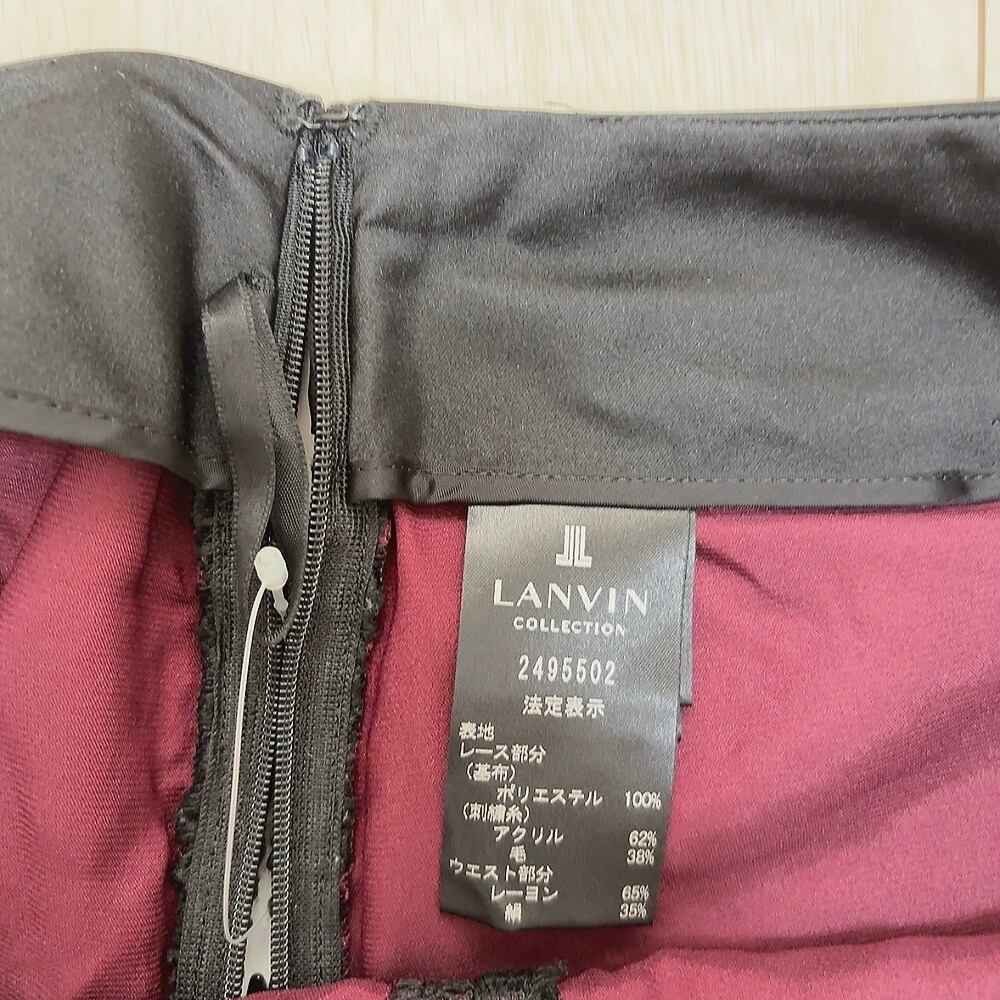 LANVIN
COLLECTION
2495502
法定表示
表地
レース部分
(基布)
ポリエステル 100%
(刺繍糸)
アクリル 62%
毛 38%
ウエスト部分
レーヨン 65%
絹 35%